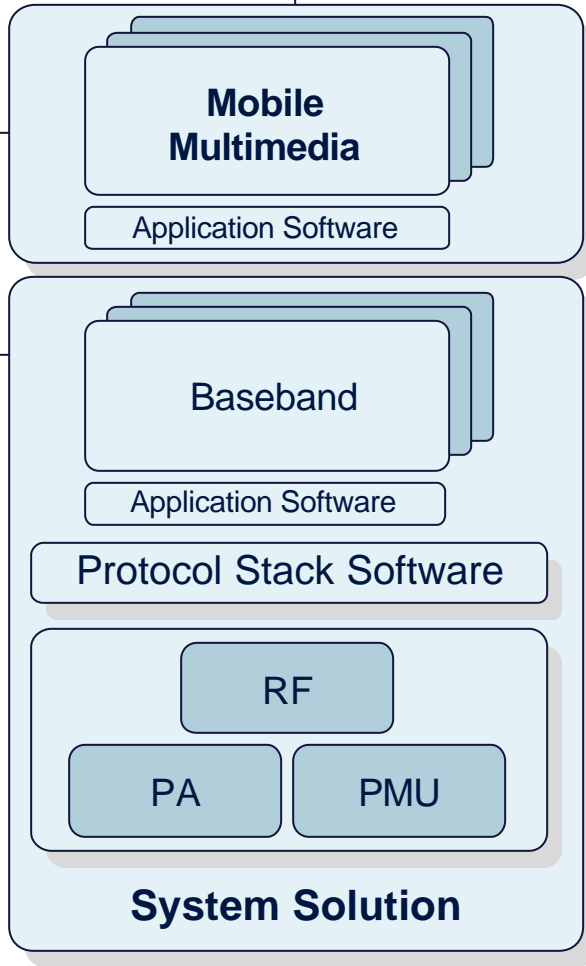 Mobile
Multimedia
Application Software
Baseband
Application Software
Protocol Stack Software
RF
PA PMU
System Solution